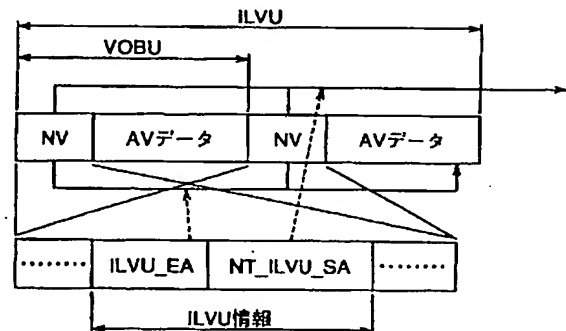 ILVU
VOBU
NV AVデータ NV AVデータ
……… ILVU_EA NT_ILVU_SA ………
ILVU情報